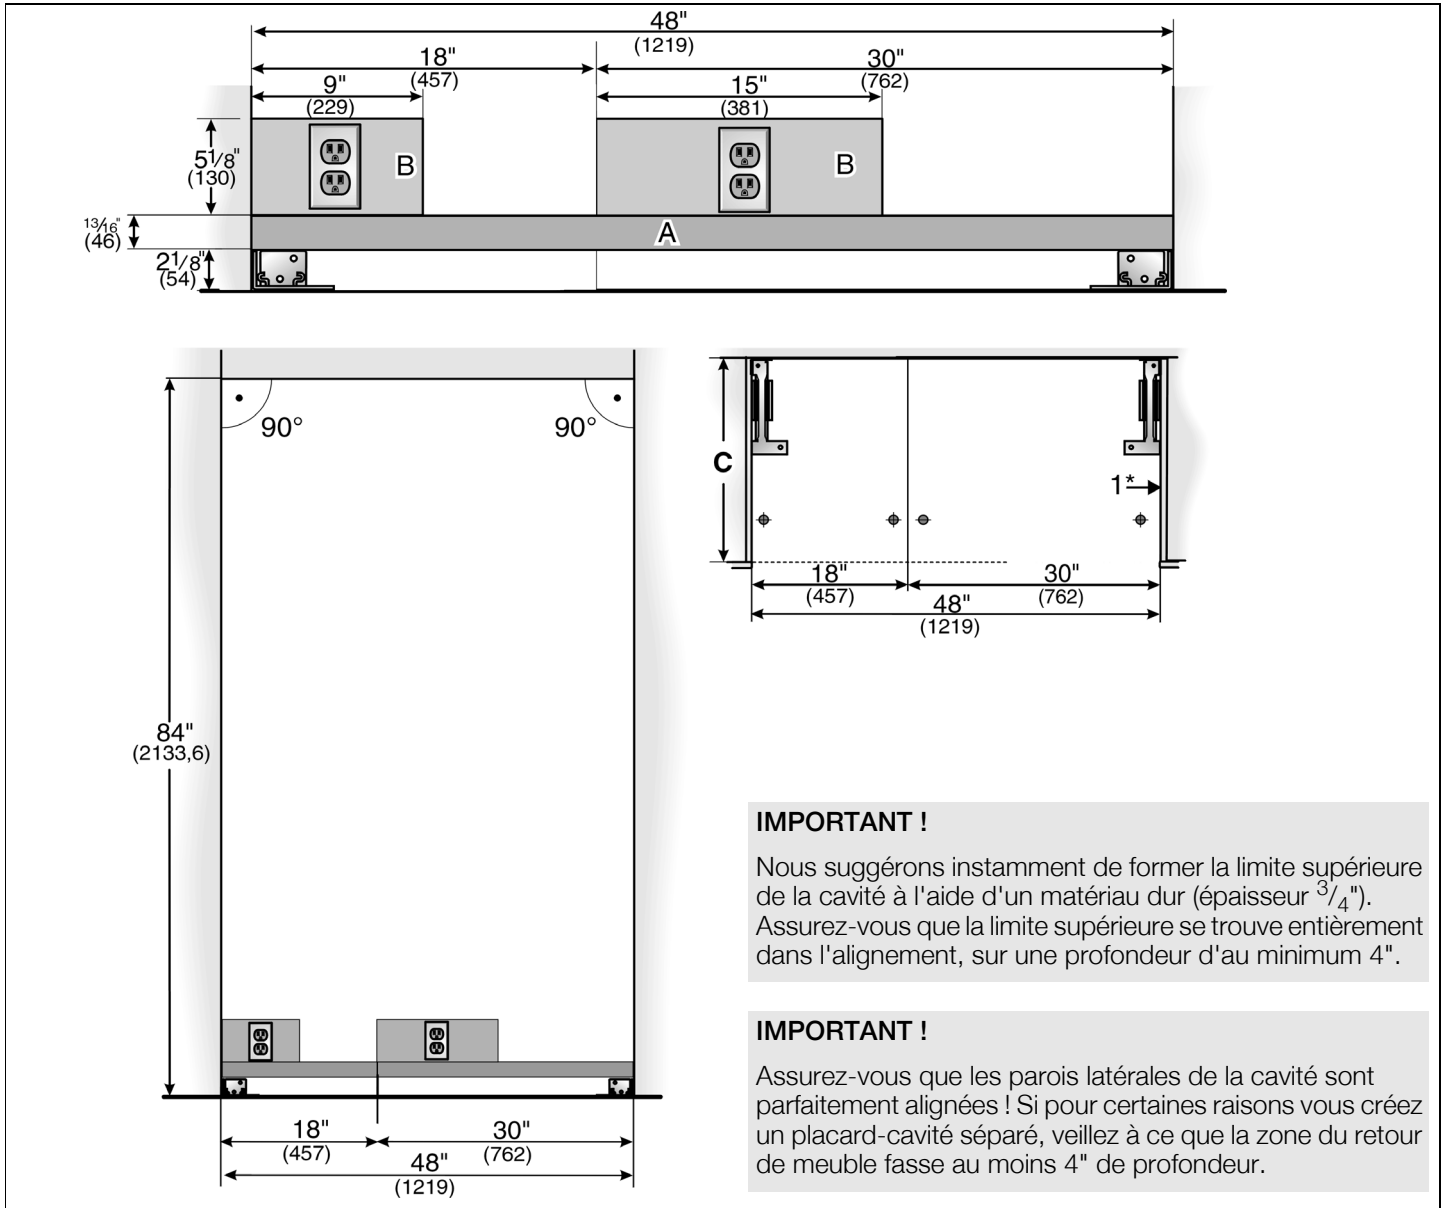 48"
(1219)
18"
(457)
30"
(762)
9"
(229)
15"
(381)
5 1/8"
(130)
B
B
13/16"
(46)
A
2 1/8"
(54)
90°
90°
C
1*
18"
(457)
30"
(762)
48"
(1219)
84"
(2133,6)
IMPORTANT !
Nous suggérons instamment de former la limite supérieure
de la cavité à l'aide d'un matériau dur (épaisseur 3/4").
Assurez-vous que la limite supérieure se trouve entièrement
dans l'alignement, sur une profondeur d'au minimum 4".
IMPORTANT !
Assurez-vous que les parois latérales de la cavité sont
parfaitement alignées ! Si pour certaines raisons vous créez
un placard-cavité séparé, veillez à ce que la zone du retour
de meuble fasse au moins 4" de profondeur.
18"
(457)
30"
(762)
48"
(1219)